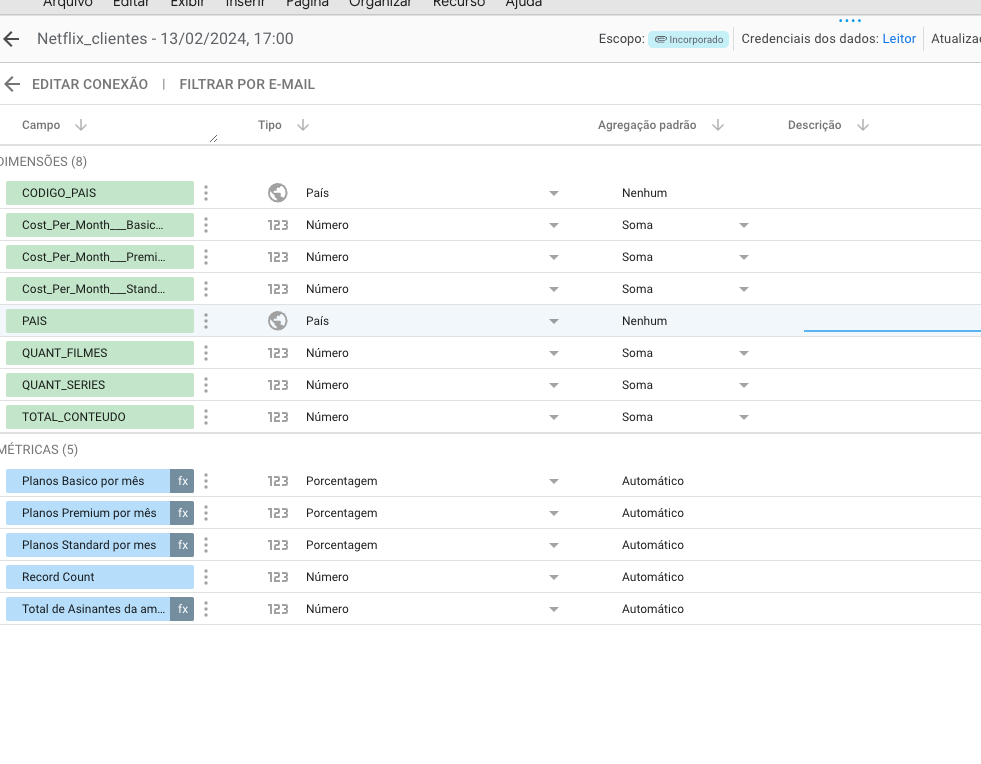 Arquivo Editar Exibir Inserir Página Organizar Recurso Ajuda
Netflix_clientes - 13/02/2024, 17:00 Escopo: Incorporado Credenciais dos dados: Leitor
EDITAR CONEXÃO | FILTRAR POR E-MAIL
Campo Tipo Agregação padrão Descrição
DIMENSÕES (8)
CODIGO_PAIS País Nenhum
Cost_Per_Month___Basic... 123 Número Soma
Cost_Per_Month___Premi... 123 Número Soma
Cost_Per_Month___Stand... 123 Número Soma
PAIS País Nenhum
QUANT_FILMES 123 Número Soma
QUANT_SERIES 123 Número Soma
TOTAL_CONTEUDO 123 Número Soma
MÉTRICAS (5)
Planos Basico por mês fx 123 Porcentagem Automático
Planos Premium por mês fx 123 Porcentagem Automático
Planos Standard por mes fx 123 Porcentagem Automático
Record Count 123 Número Automático
Total de Asinantes da am... fx 123 Número Automático